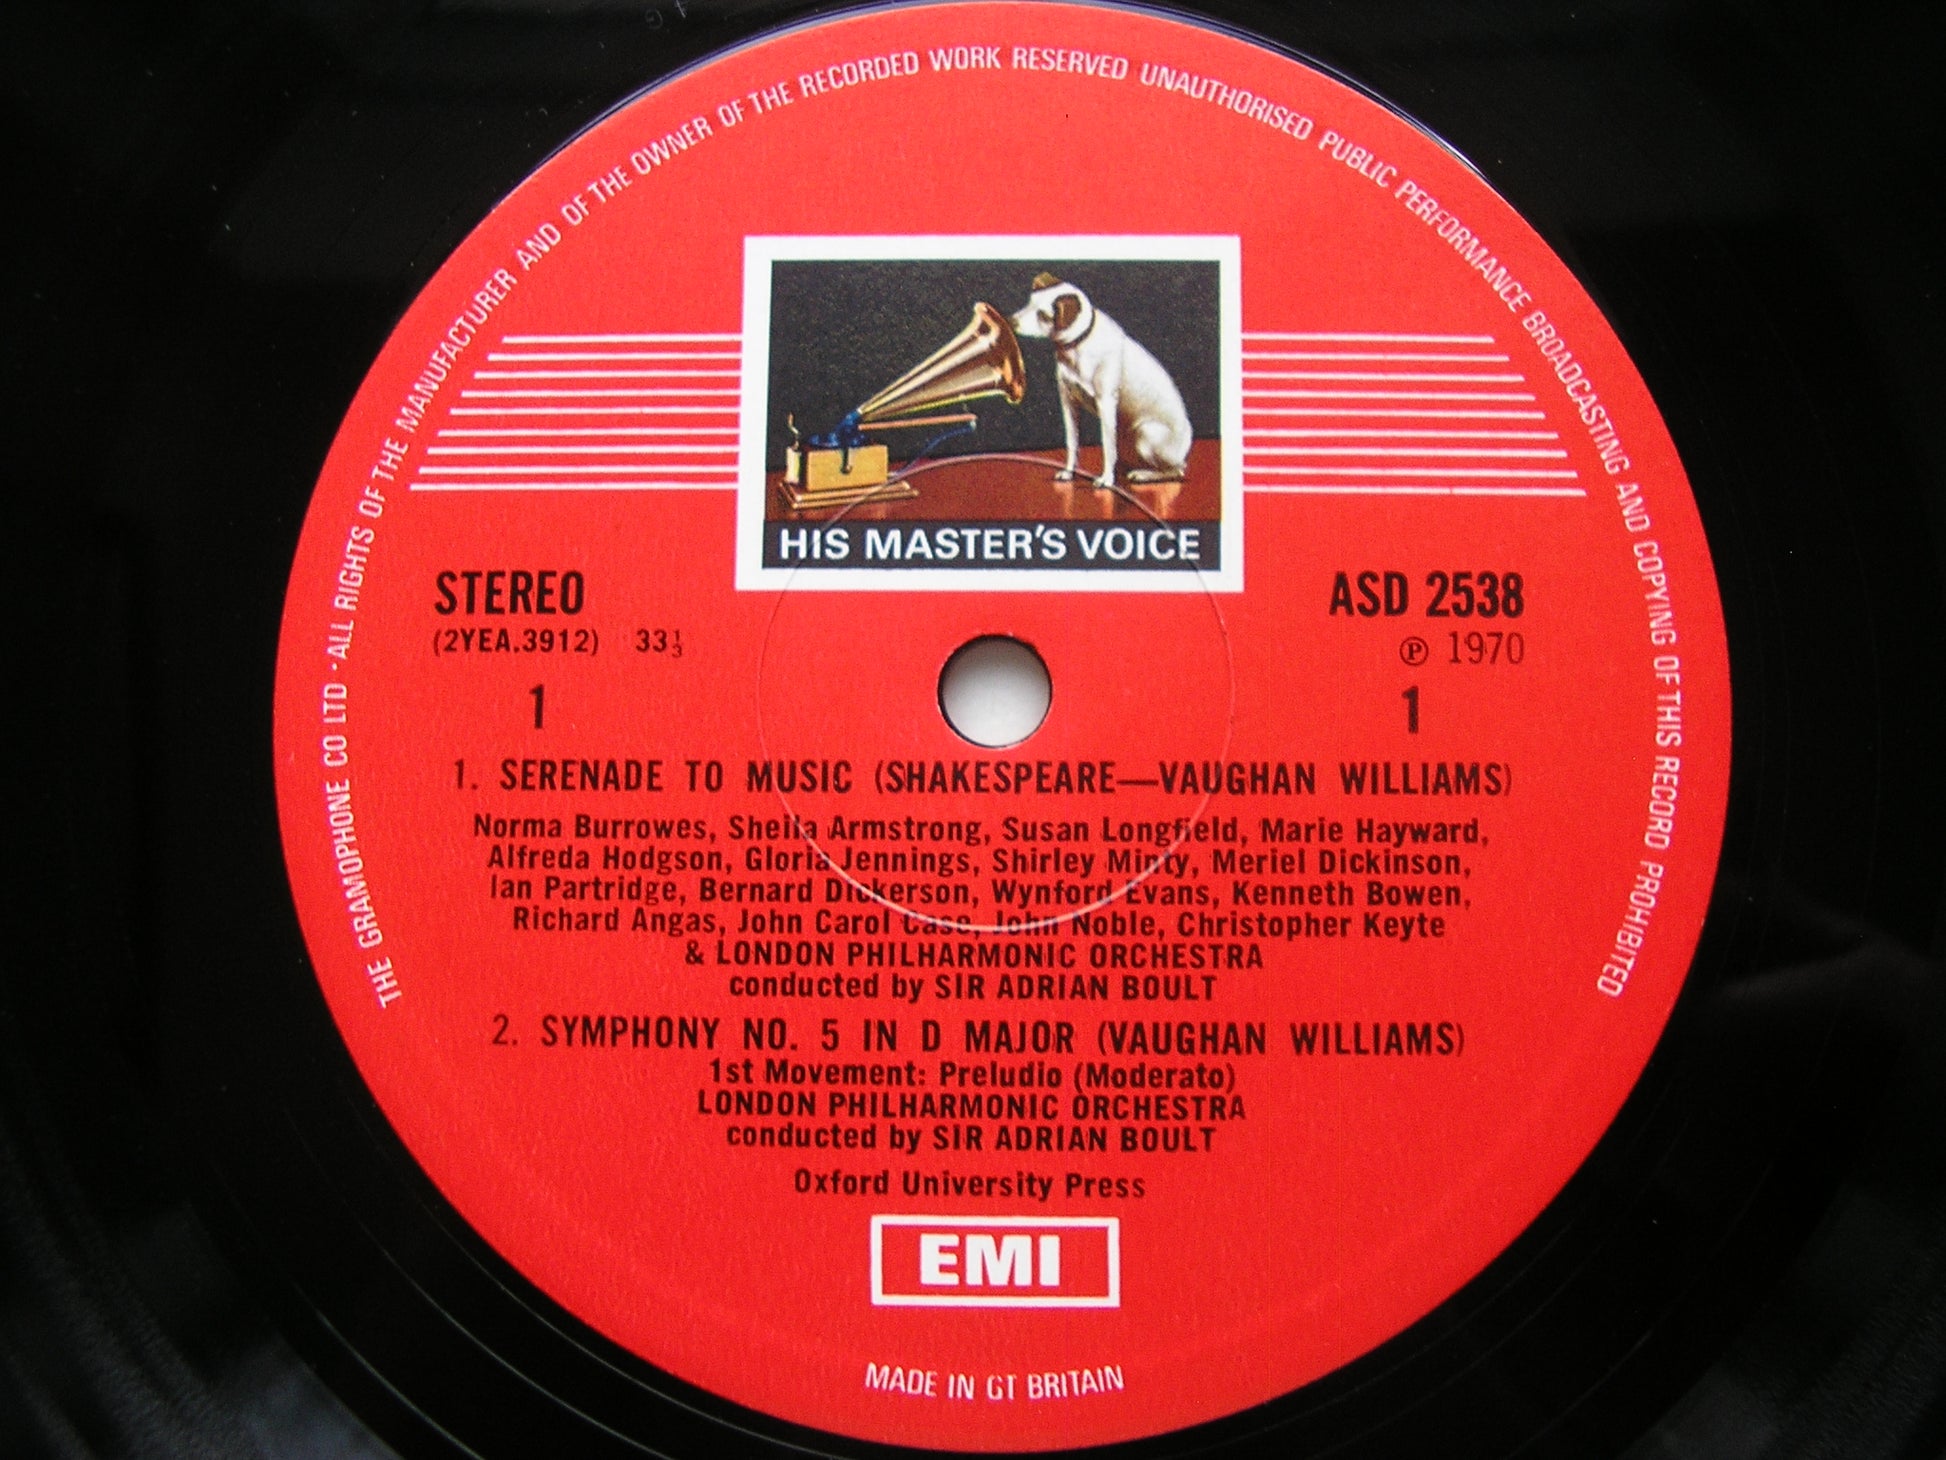 THE GRAMOPHONE CO LTD · ALL RIGHTS OF THE MANUFACTURER AND OF THE OWNER OF THE RECORDED WORK RESERVED UNAUTHORISED PUBLIC PERFORMANCE BROADCASTING AND COPYING OF THIS RECORD PROHIBITED
HIS MASTER'S VOICE
STEREO ASD 2538
(2YEA.3912) 33⅓ ℗ 1970
1 1
1. SERENADE TO MUSIC (SHAKESPEARE—VAUGHAN WILLIAMS)
Norma Burrowes, Sheila Armstrong, Susan Longfield, Marie Hayward,
Alfreda Hodgson, Gloria Jennings, Shirley Minty, Meriel Dickinson,
Ian Partridge, Bernard Dickerson, Wynford Evans, Kenneth Bowen,
Richard Angas, John Carol Case, John Noble, Christopher Keyte
& LONDON PHILHARMONIC ORCHESTRA
conducted by SIR ADRIAN BOULT
2. SYMPHONY NO. 5 IN D MAJOR (VAUGHAN WILLIAMS)
1st Movement: Preludio (Moderato)
LONDON PHILHARMONIC ORCHESTRA
conducted by SIR ADRIAN BOULT
Oxford University Press
EMI
MADE IN GT BRITAIN